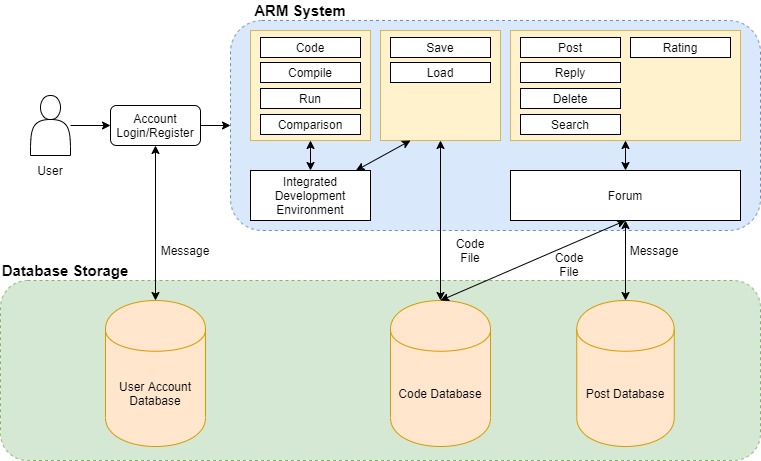 ARM System
Code
Compile
Run
Comparison
Save
Load
Post
Reply
Delete
Search
Rating
User
Account
Login/Register
Integrated
Development
Environment
Forum
Message
Code
File
Code
File
Message
Database Storage
User Account
Database
Code Database
Post Database